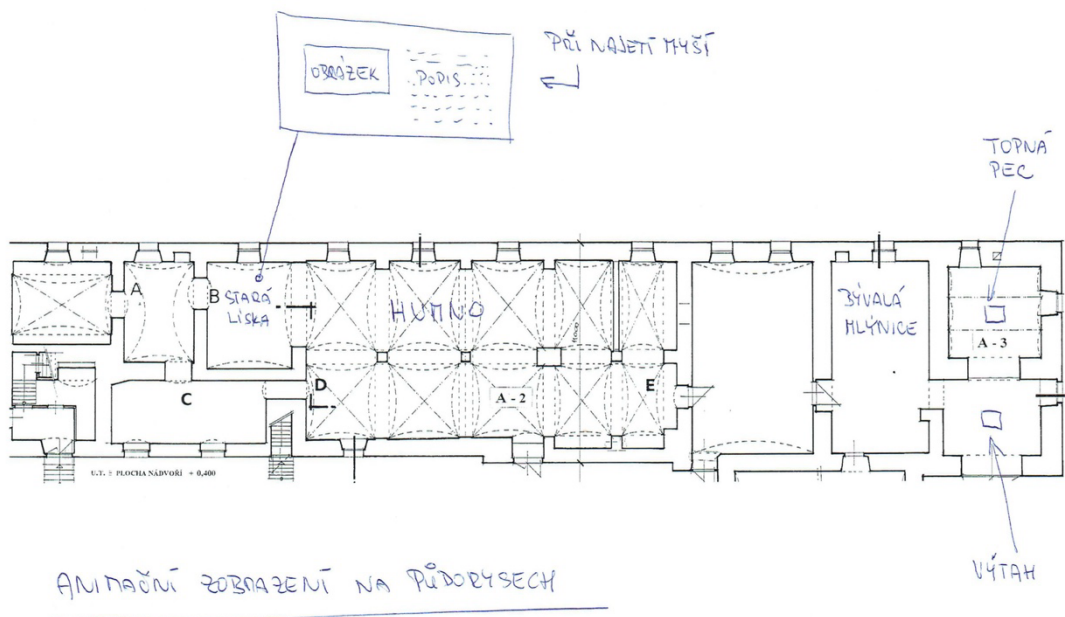 PŘI NAJETÍ MYŠÍ
OBRÁZEK
POPIS
TOPNÁ
PEC
A
B
STARÁ
LÍSKA
HUMNO
BÝVALÁ
MLÝNICE
A - 3
C
D
A - 2
E
U.T. = PLOCHA NÁDVOŘÍ + 0,400
VÝTAH
ANIMAČNÍ ZOBRAZENÍ NA PŮDORYSECH